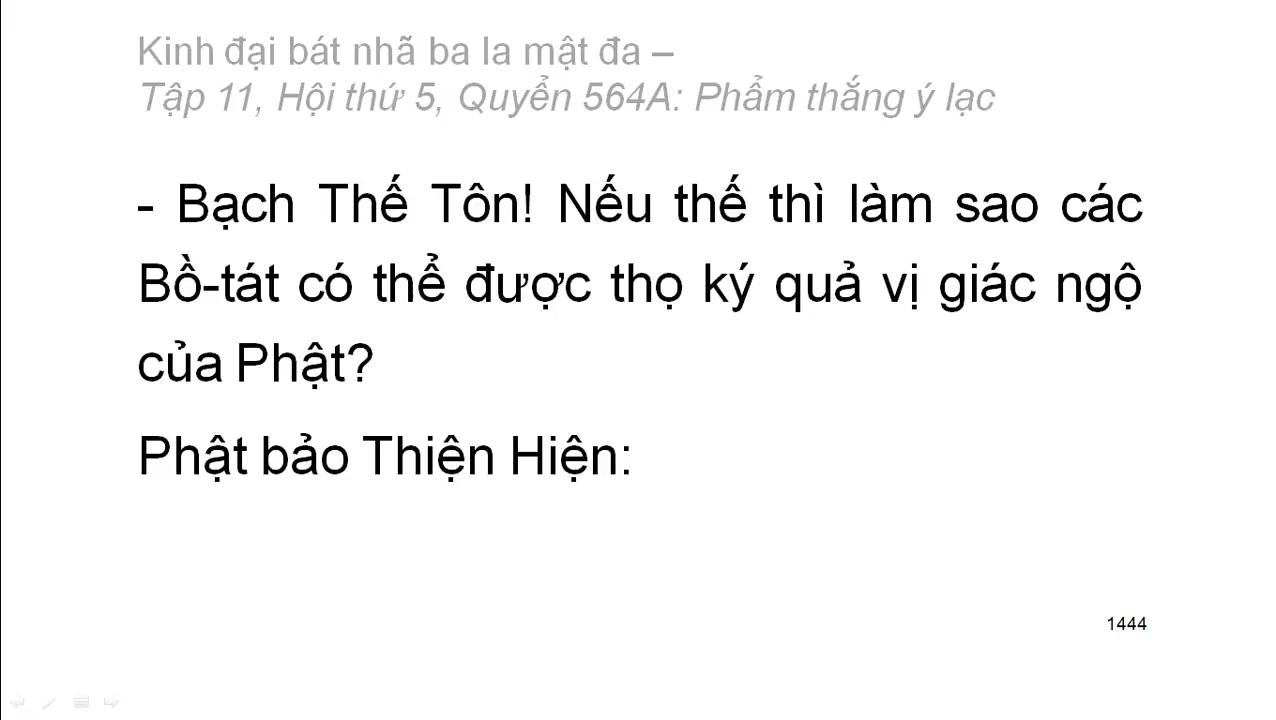 Kinh đại bát nhã ba la mật đa –
Tập 11, Hội thứ 5, Quyển 564A: Phẩm thắng ý lạc
- Bạch Thế Tôn! Nếu thế thì làm sao các
Bồ-tát có thể được thọ ký quả vị giác ngộ
của Phật?
Phật bảo Thiện Hiện:
1444